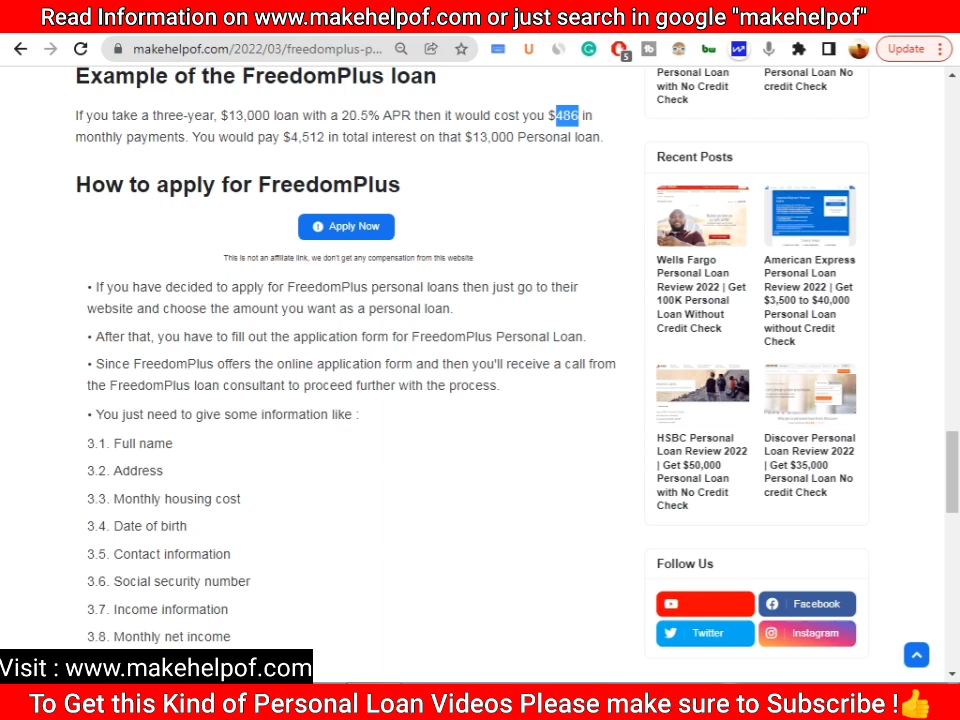 Read Information on www.makehelpof.com or just search in google "makehelpof"
makehelpof.com/2022/03/freedomplus-p...
Update
Example of the FreedomPlus loan
If you take a three-year, $13,000 loan with a 20.5% APR then it would cost you $486 in
monthly payments. You would pay $4,512 in total interest on that $13,000 Personal loan.
How to apply for FreedomPlus
Apply Now
This is not an affiliate link, we don't get any compensation from this website
• If you have decided to apply for FreedomPlus personal loans then just go to their
website and choose the amount you want as a personal loan.
• After that, you have to fill out the application form for FreedomPlus Personal Loan.
• Since FreedomPlus offers the online application form and then you'll receive a call from
the FreedomPlus loan consultant to proceed further with the process.
• You just need to give some information like :
3.1. Full name
3.2. Address
3.3. Monthly housing cost
3.4. Date of birth
3.5. Contact information
3.6. Social security number
3.7. Income information
3.8. Monthly net income
Personal Loan
with No Credit
Check
Personal Loan No
Credit Check
Recent Posts
Wells Fargo
Personal Loan
Review 2022 | Get
100K Personal
Loan Without
Credit Check
American Express
Personal Loan
Review 2022 | Get
$3,500 to $40,000
Personal Loan
without Credit
Check
HSBC Personal
Loan Review 2022
| Get $50,000
Personal Loan
with No Credit
Check
Discover Personal
Loan Review 2022
| Get $35,000
Personal Loan No
credit Check
Follow Us
Facebook
Twitter
Instagram
Visit : www.makehelpof.com
To Get this Kind of Personal Loan Videos Please make sure to Subscribe !👍